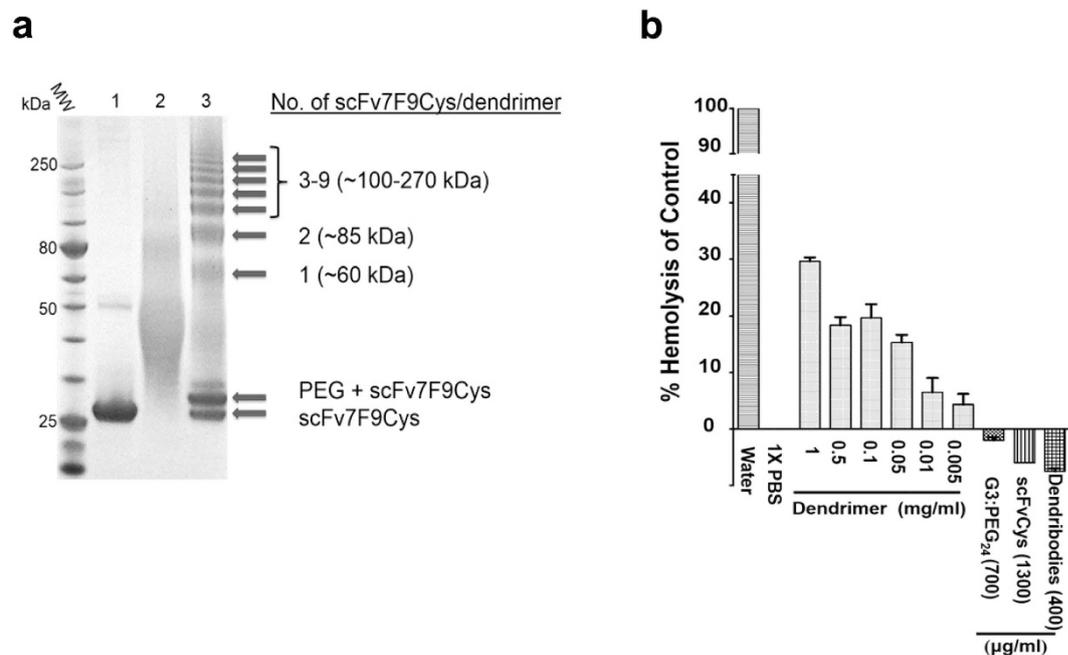 a
kDa MW 1 2 3 No. of scFv7F9Cys/dendrimer
250
3-9 (~100-270 kDa)
80
2 (~85 kDa)
1 (~60 kDa)
50
PEG + scFv7F9Cys
25
scFv7F9Cys
b
% Hemolysis of Control
100
90
40
30
20
10
0
Water
1X PBS
1
0.5
0.1
0.05
0.01
0.005
Dendrimer (mg/ml)
G3:PEG24 (700)
scFvCys (1300)
Dendribodies (400)
(µg/ml)